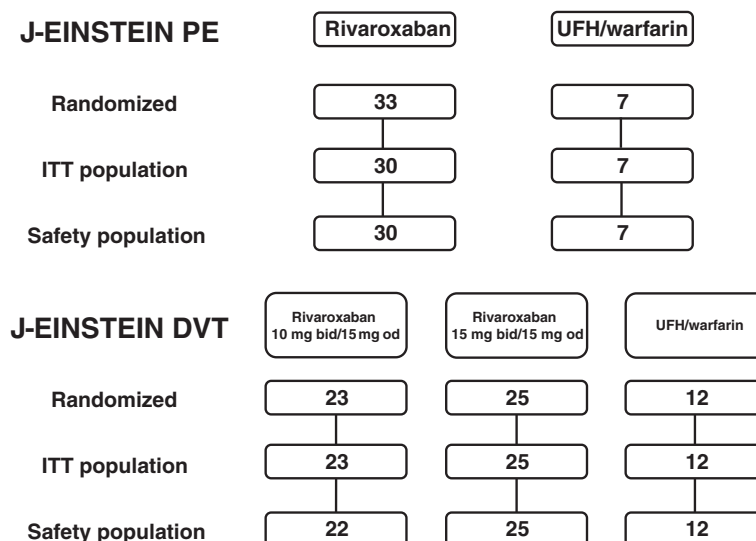 J-EINSTEIN PE Rivaroxaban UFH/warfarin
Randomized 33 7
ITT population 30 7
Safety population 30 7
J-EINSTEIN DVT
Rivaroxaban
10 mg bid/15 mg od
Rivaroxaban
15 mg bid/15 mg od
UFH/warfarin
Randomized 23 25 12
ITT population 23 25 12
Safety population 22 25 12